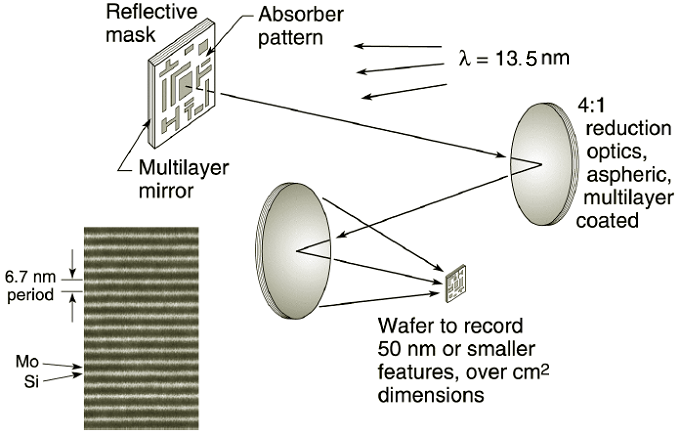 Reflective
mask
Absorber
pattern
λ = 13.5 nm
4:1
reduction
optics,
aspheric,
multilayer
coated
Multilayer
mirror
6.7 nm
period
Mo
Si
Wafer to record
50 nm or smaller
features, over cm²
dimensions